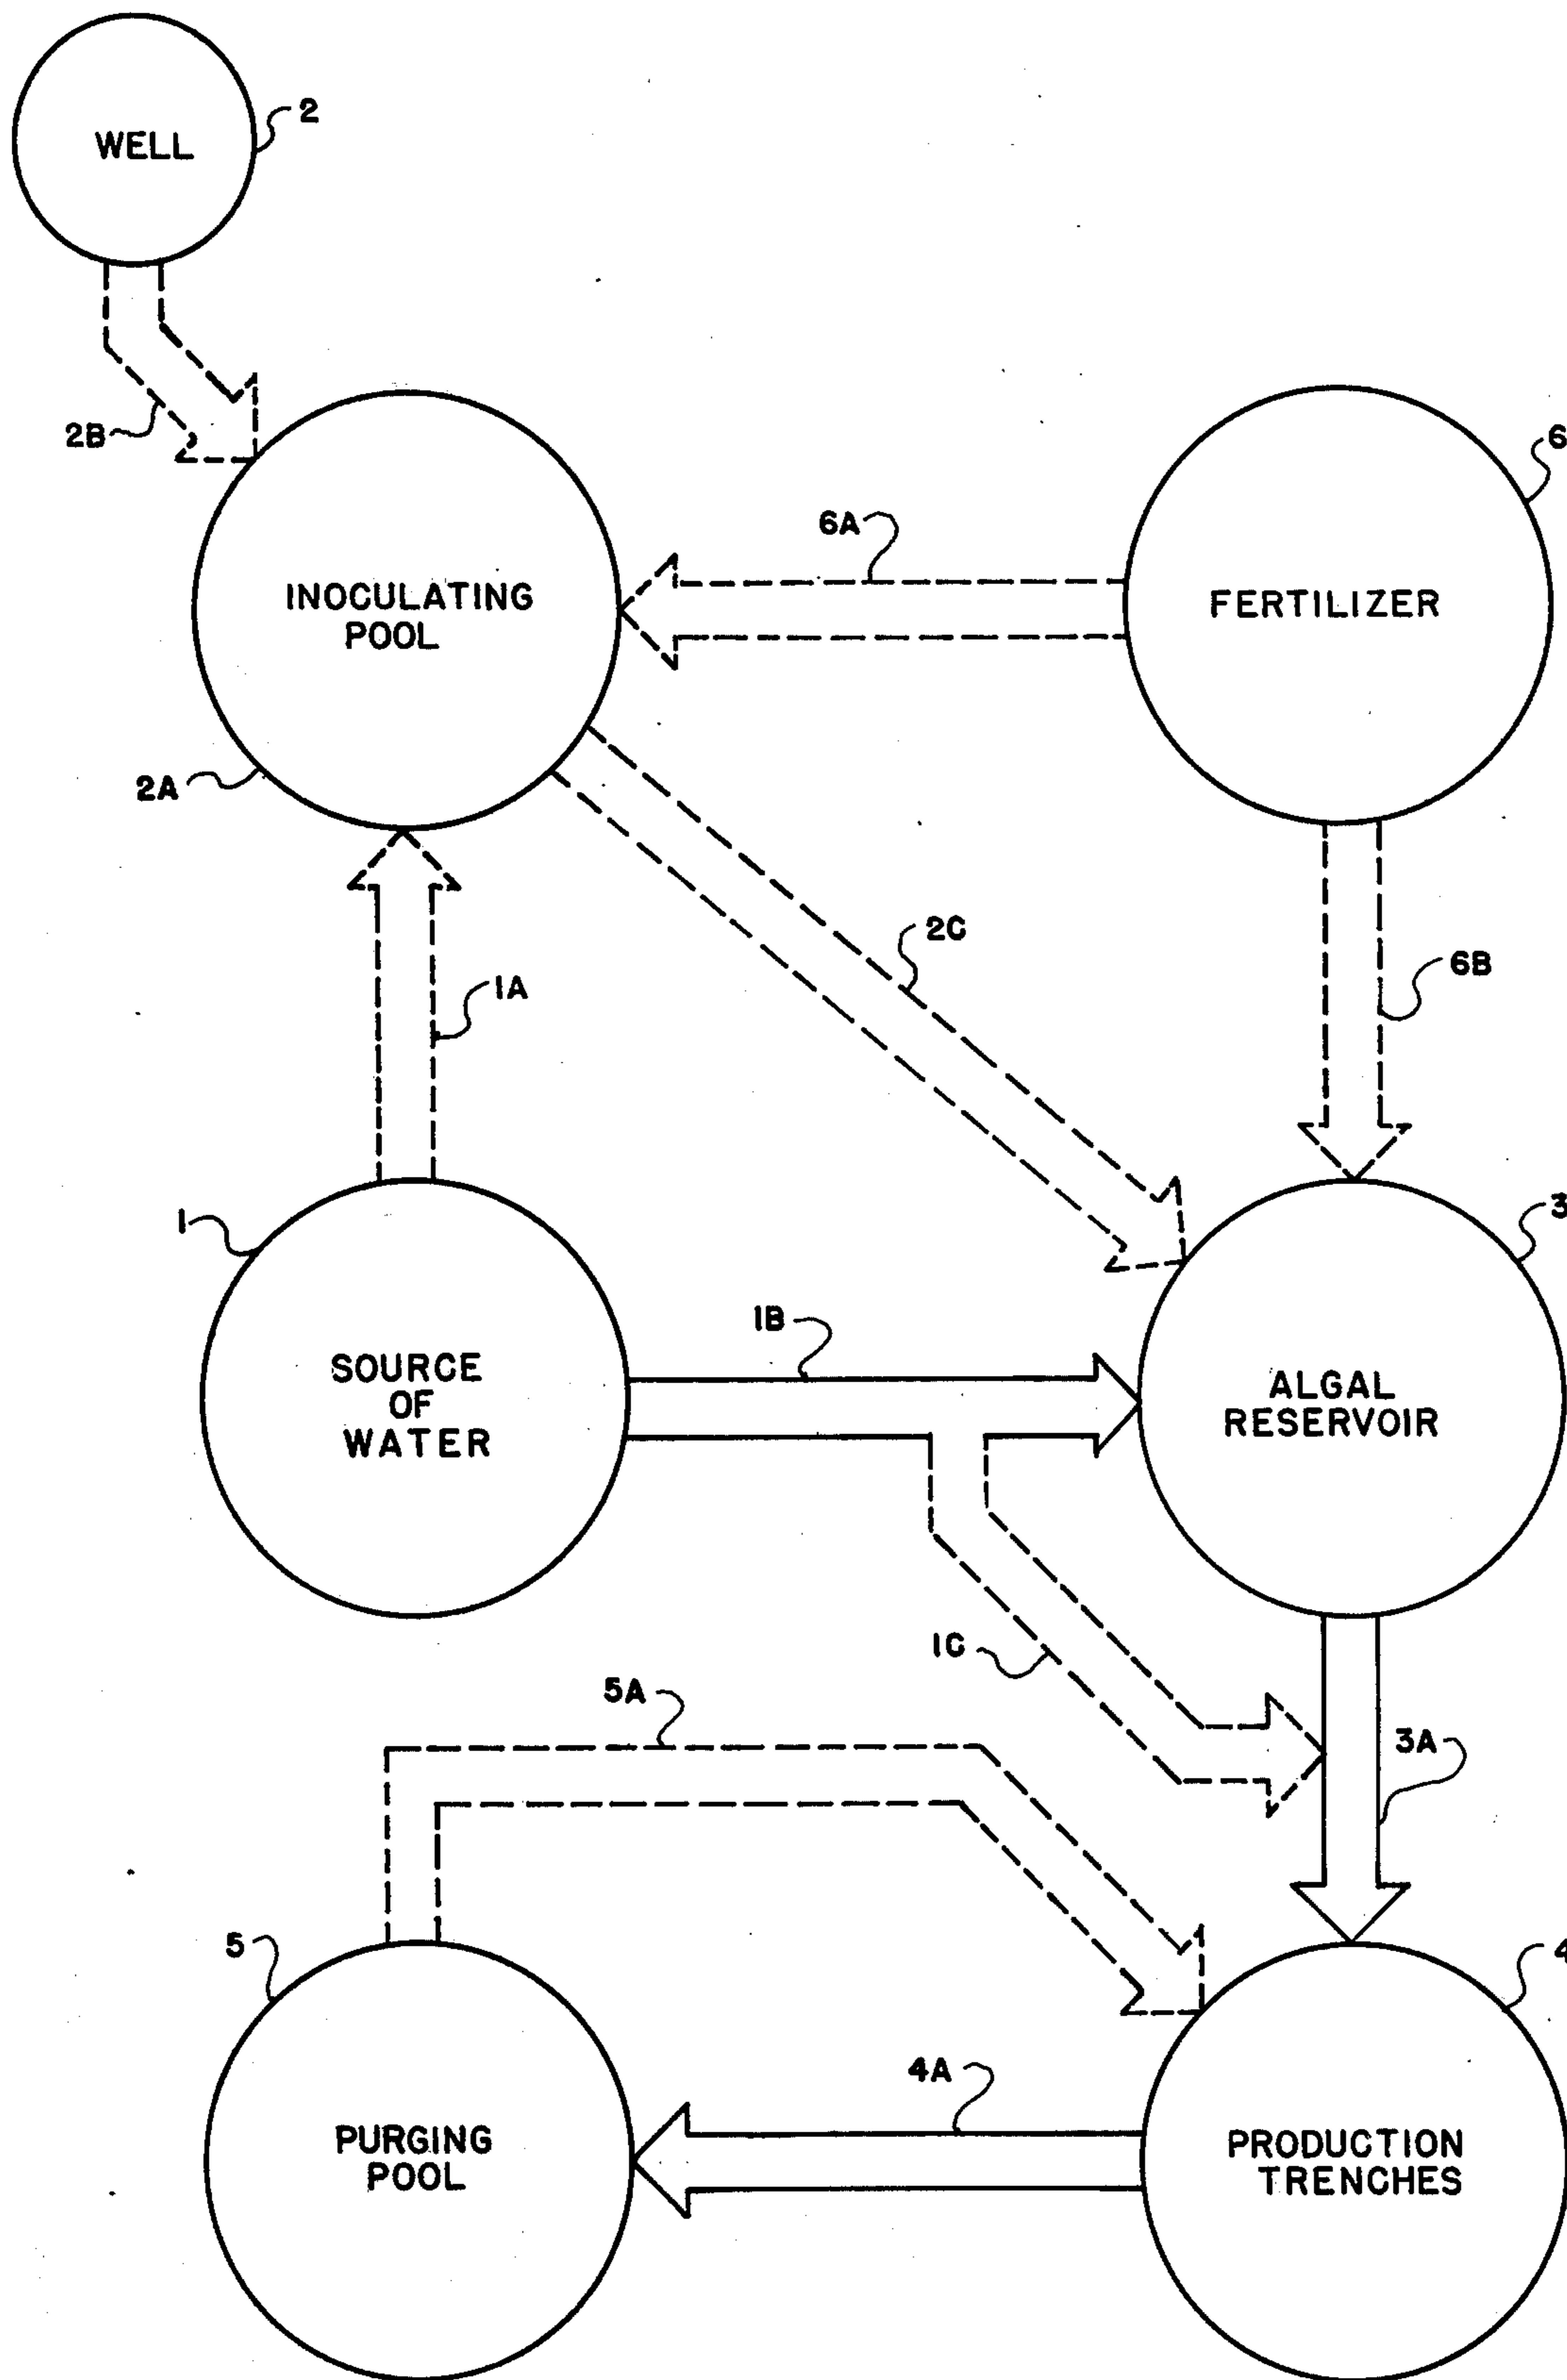 WELL
2
2B
INOCULATING
POOL
2A
6A
FERTILIZER
6
1A
2C
6B
1
SOURCE
OF
WATER
1B
ALGAL
RESERVOIR
3
1C
5A
3A
5
PURGING
POOL
4A
PRODUCTION
TRENCHES
4